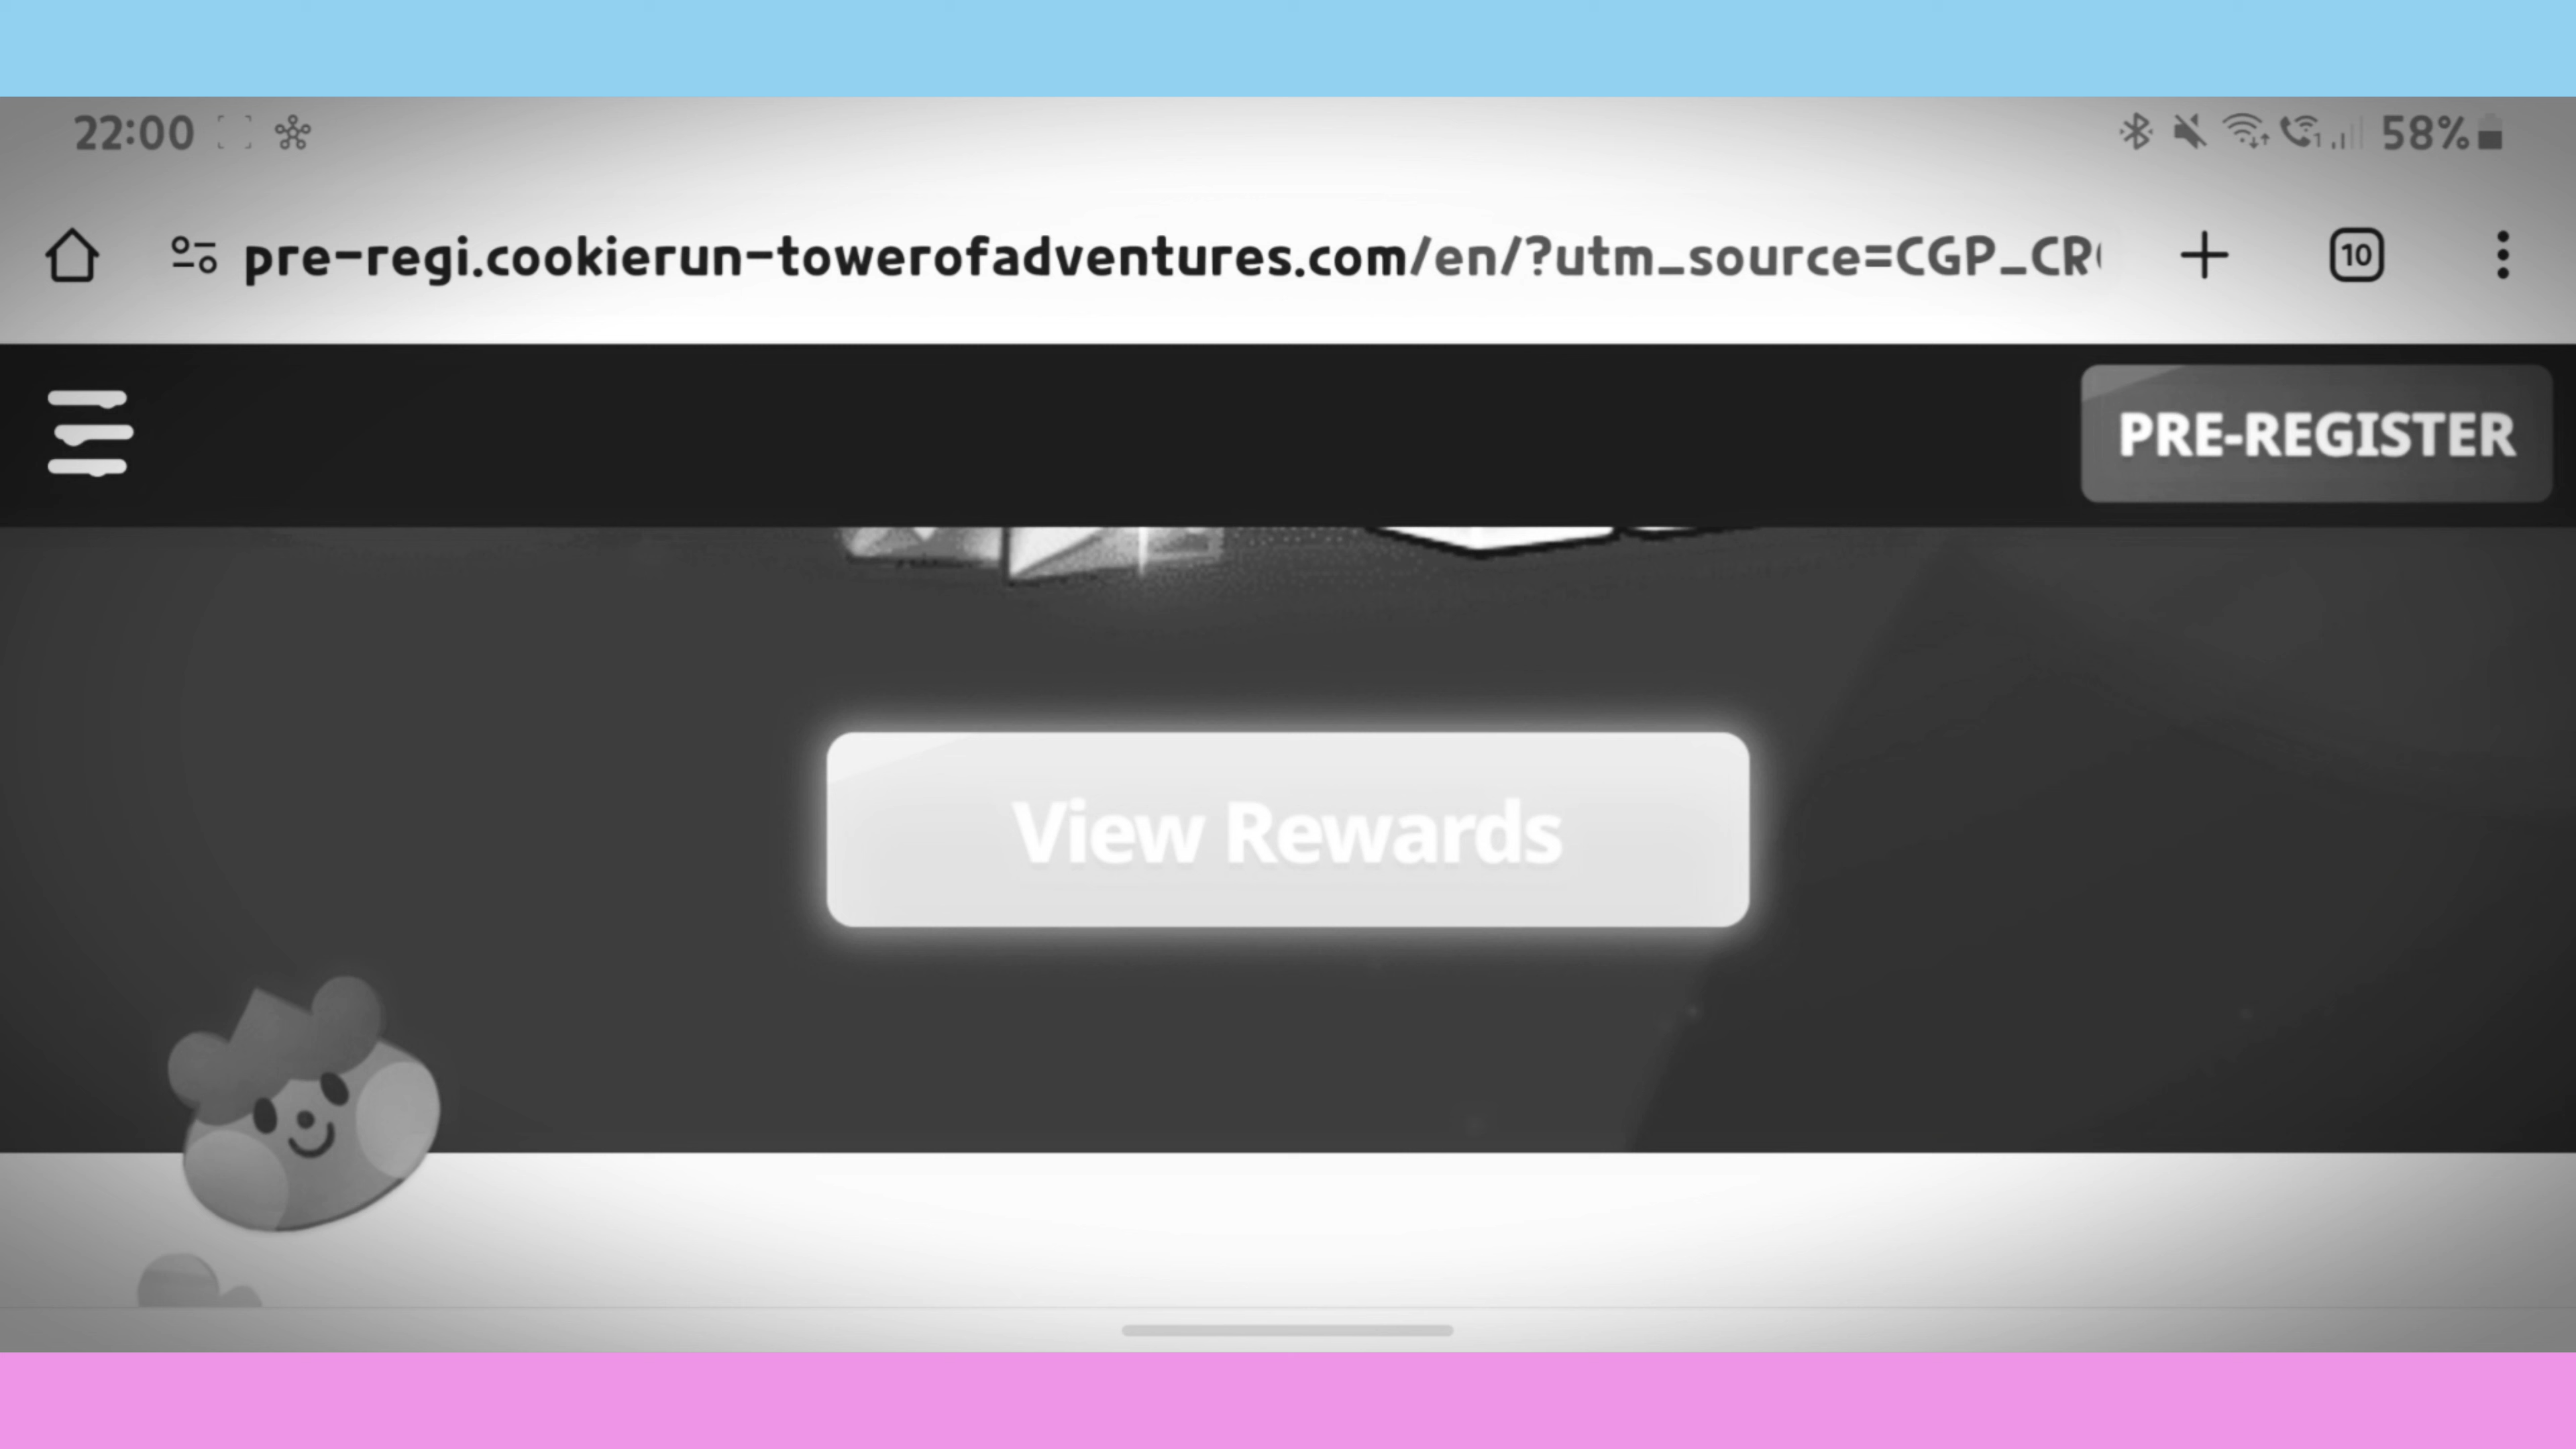 22:00 58%
pre-regi.cookierun-towerofadventures.com/en/?utm_source=CGP_CR
10
PRE-REGISTER
View Rewards